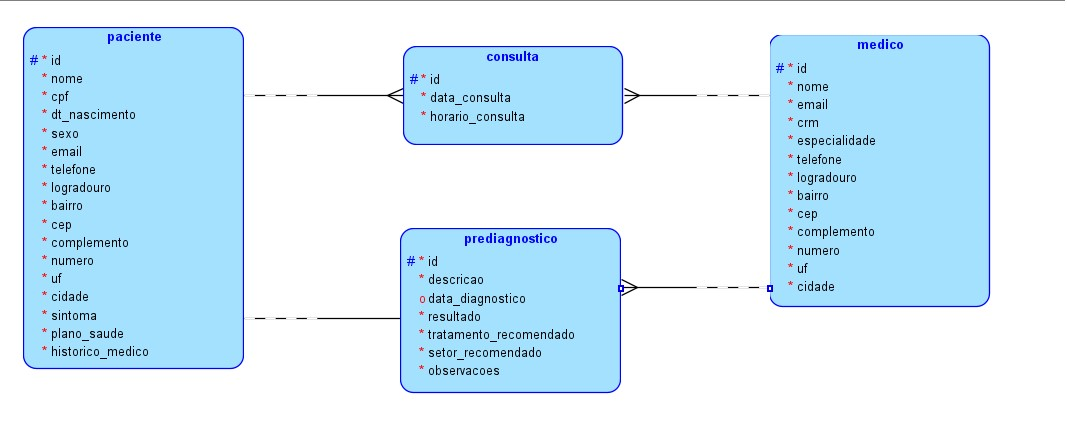 paciente
# * id
* nome
* cpf
* dt_nascimento
* sexo
* email
* telefone
* logradouro
* bairro
* cep
* complemento
* numero
* uf
* cidade
* sintoma
* plano_saude
* historico_medico
consulta
# * id
* data_consulta
* horario_consulta
prediagnostico
# * id
* descricao
o data_diagnostico
* resultado
* tratamento_recomendado
* setor_recomendado
* observacoes
medico
# * id
* nome
* email
* crm
* especialidade
* telefone
* logradouro
* bairro
* cep
* complemento
* numero
* uf
* cidade